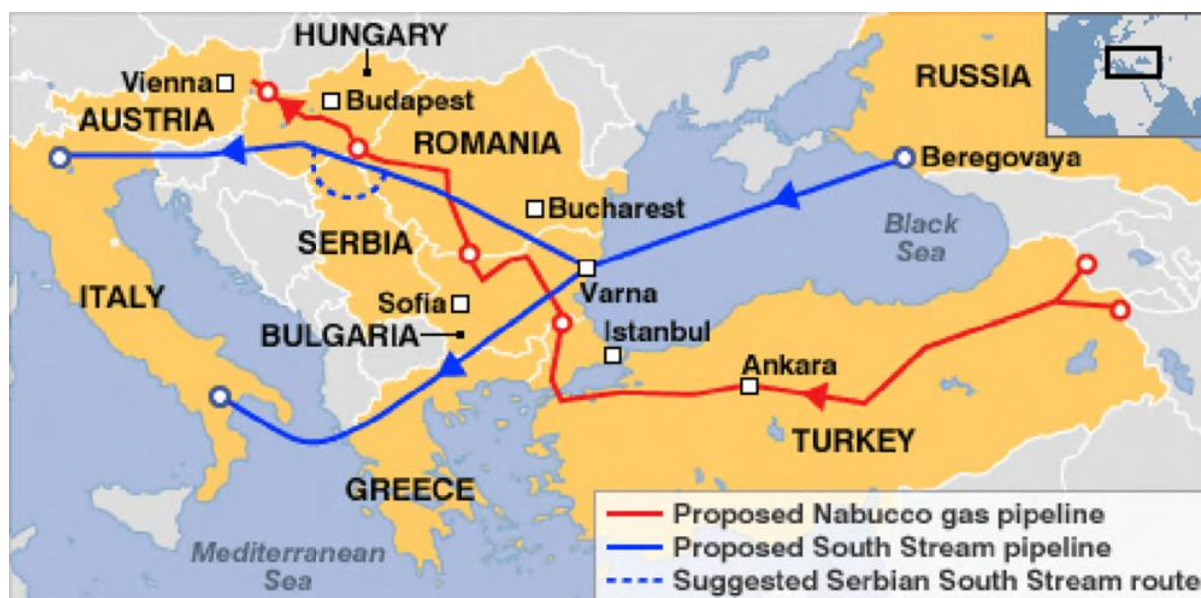 HUNGARY
Vienna
Budapest
RUSSIA
AUSTRIA
ROMANIA
Beregovaya
Bucharest
Black
Sea
SERBIA
ITALY
Sofia
Varna
BULGARIA
Istanbul
Ankara
TURKEY
GREECE
Mediterranean
Sea
Proposed Nabucco gas pipeline
Proposed South Stream pipeline
Suggested Serbian South Stream route